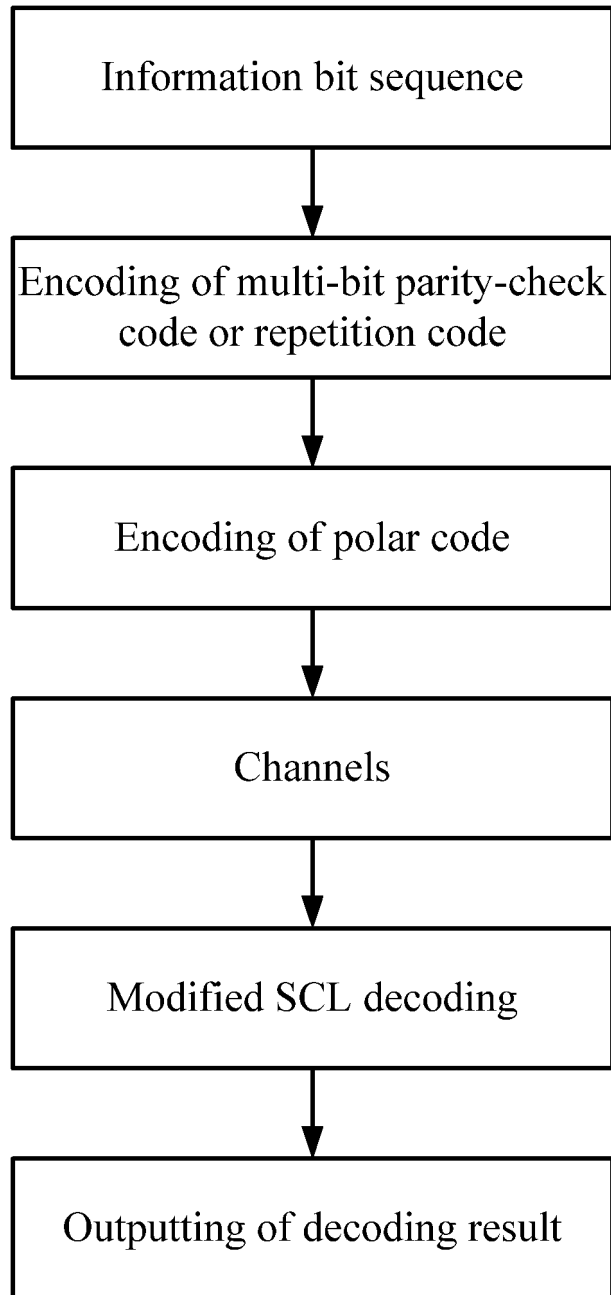 Information bit sequence
Encoding of multi-bit parity-check
code or repetition code
Encoding of polar code
Channels
Modified SCL decoding
Outputting of decoding result